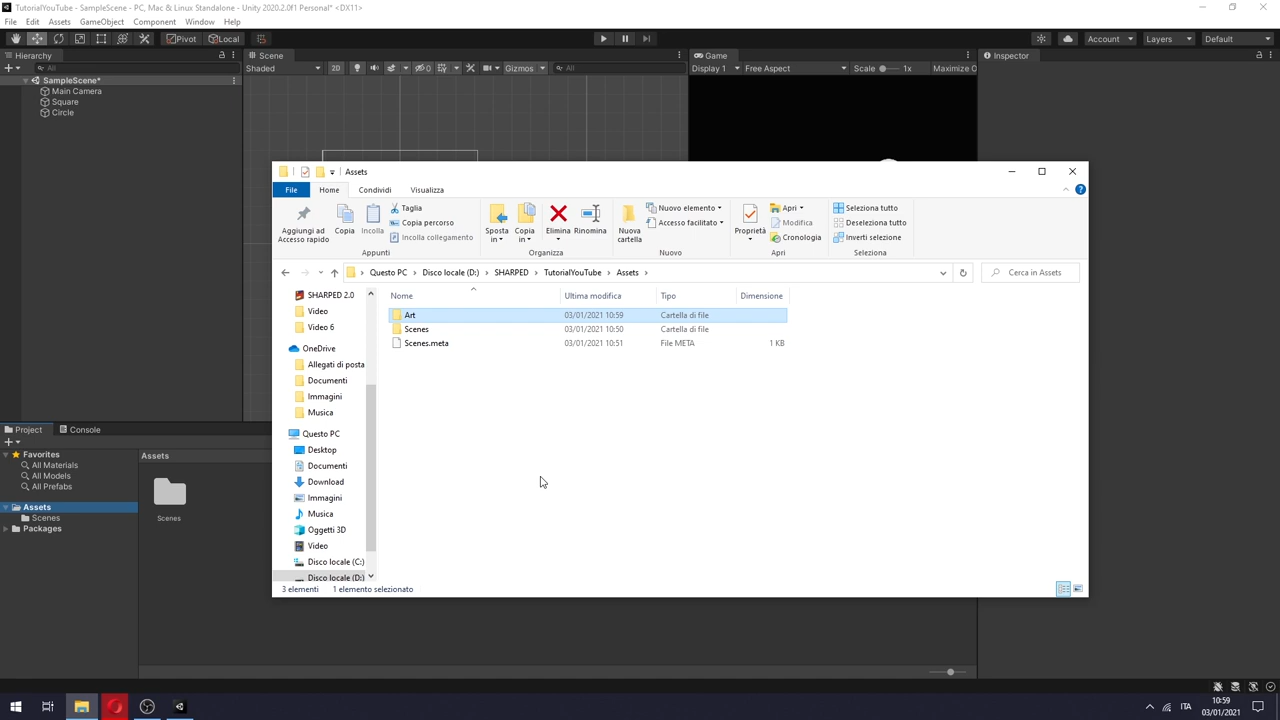 TutorialYouTube - SampleScene - PC, Mac & Linux Standalone - Unity 2020.2.0f1 Personal* <DX11>
File Edit Assets GameObject Component Window Help
Pivot Local Account Layers Default
Hierarchy Scene Game Inspector
All Shaded 2D 0 Gizmos All Display 1 Free Aspect Scale 1x Maximize O
SampleScene*
Main Camera
Square
Circle
Assets
File Home Condividi Visualizza
Aggiungi ad Accesso rapido
Copia
Incolla
Taglia
Copia percorso
Incolla collegamento
Appunti
Sposta in
Copia in
Elimina
Rinomina
Organizza
Nuova cartella
Nuovo elemento
Accesso facilitato
Nuovo
Proprietà
Apri
Modifica
Cronologia
Apri
Seleziona tutto
Deseleziona tutto
Inverti selezione
Seleziona
Questo PC > Disco locale (D:) > SHARPED > TutorialYouTube > Assets >
Cerca in Assets
SHARPED 2.0
Video
Video 6
OneDrive
Allegati di posta
Documenti
Immagini
Musica
Questo PC
Desktop
Documenti
Download
Immagini
Musica
Oggetti 3D
Video
Disco locale (C:)
Disco locale (D:)
Nome Ultima modifica Tipo Dimensione
Art 03/01/2021 10:59 Cartella di file
Scenes 03/01/2021 10:50 Cartella di file
Scenes.meta 03/01/2021 10:51 File META 1 KB
3 elementi 1 elemento selezionato
Project Console
Favorites
All Materials
All Models
All Prefabs
Assets
Scenes
Packages
Assets
Scenes
ITA
10:59
03/01/2021